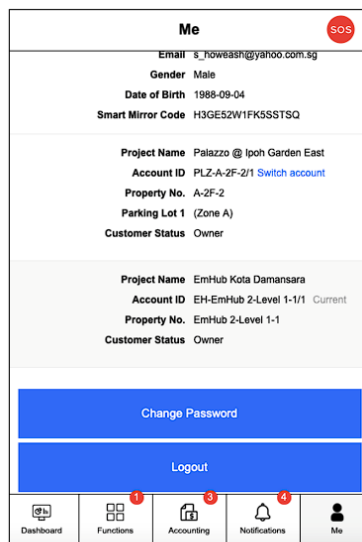 Me
SOS
Email s_howeash@yahoo.com.sg
Gender Male
Date of Birth 1988-09-04
Smart Mirror Code H3GE52W1FK5SSTSQ
Project Name Palazzo @ Ipoh Garden East
Account ID PLZ-A-2F-2/1 Switch account
Property No. A-2F-2
Parking Lot 1 (Zone A)
Customer Status Owner
Project Name EmHub Kota Damansara
Account ID EH-EmHub 2-Level 1-1/1 Current
Property No. EmHub 2-Level 1-1
Customer Status Owner
Change Password
Logout
1 3 4
Dashboard Functions Accounting Notifications Me